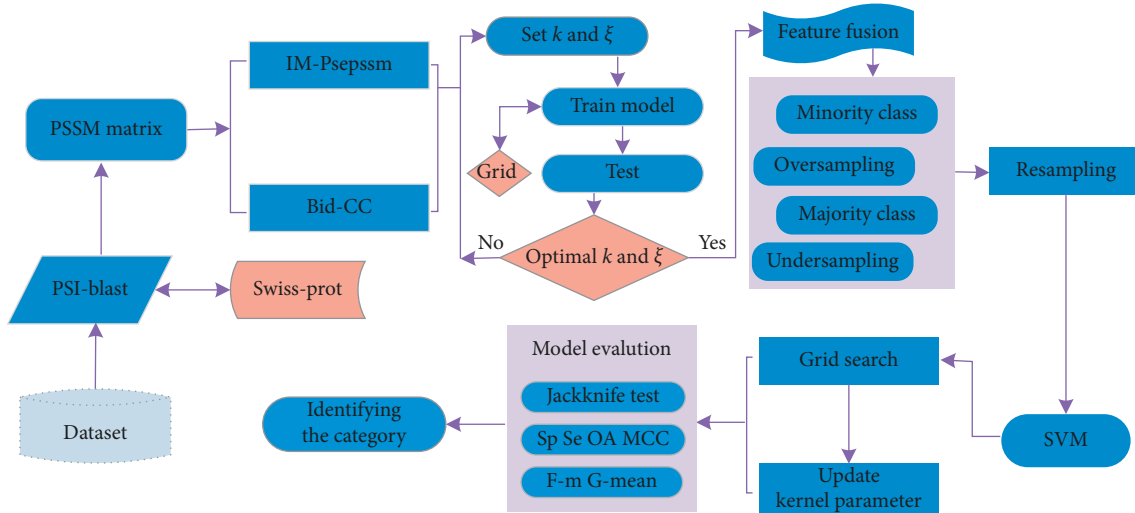 Dataset
PSI-blast
Swiss-prot
PSSM matrix
IM-Psepssm
Bid-CC
Set k and ξ
Train model
Grid
Test
No
Optimal k and ξ
Yes
Feature fusion
Minority class
Oversampling
Majority class
Undersampling
Resampling
SVM
Grid search
Update
kernel parameter
Model evalution
Jackknife test
Sp Se OA MCC
F-m G-mean
Identifying
the category